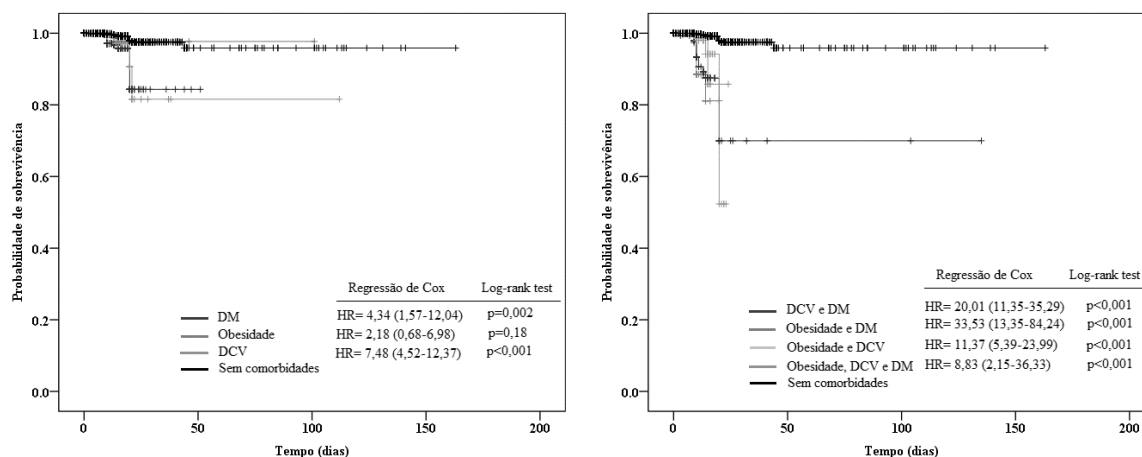 Probabilidade de sobrevivência
1.0
0.8
0.6
0.4
0.2
0.0
Regressão de Cox Log-rank test
DM HR= 4,34 (1,57-12,04) p=0,002
Obesidade HR= 2,18 (0,68-6,98) p=0,18
DCV HR= 7,48 (4,52-12,37) p<0,001
Sem comorbidades
0 50 100 150 200
Tempo (dias)
Probabilidade de sobrevivência
1.0
0.8
0.6
0.4
0.2
0.0
Regressão de Cox Log-rank test
DCV e DM HR= 20,01 (11,35-35,29) p<0,001
Obesidade e DM HR= 33,53 (13,35-84,24) p<0,001
Obesidade e DCV HR= 11,37 (5,39-23,99) p<0,001
Obesidade, DCV e DM HR= 8,83 (2,15-36,33) p<0,001
Sem comorbidades
0 50 100 150 200
Tempo (dias)